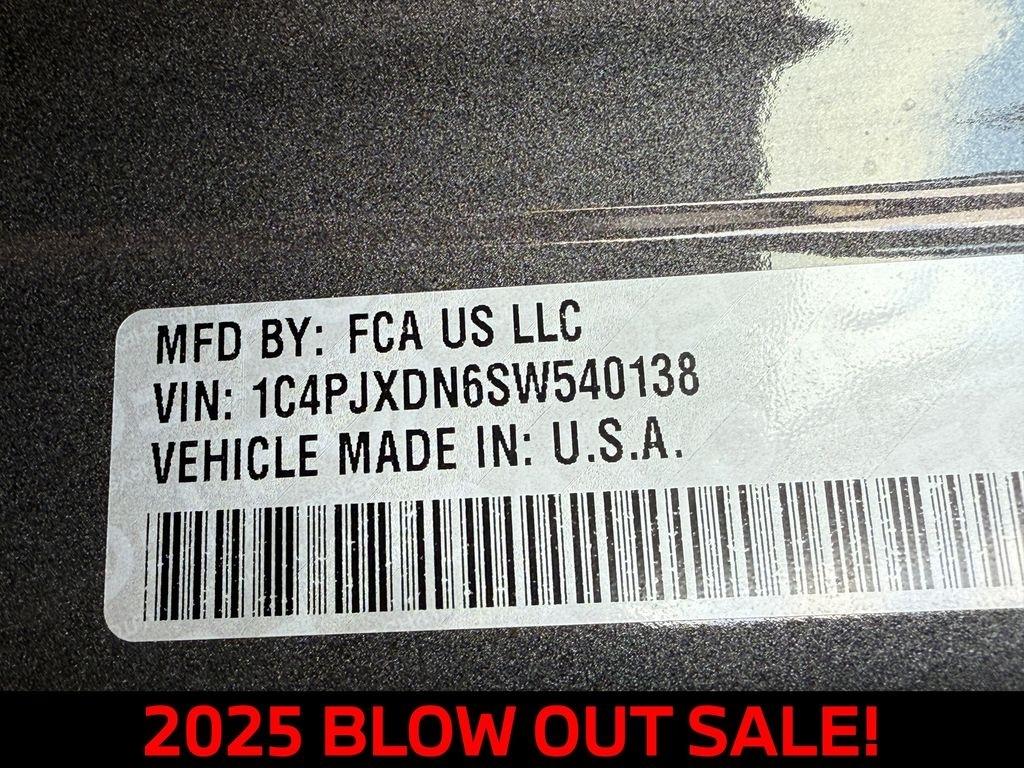 MFD BY: FCA US LLC
VIN: 1C4PJXDN6SW540138
VEHICLE MADE IN: U.S.A.
2025 BLOW OUT SALE!